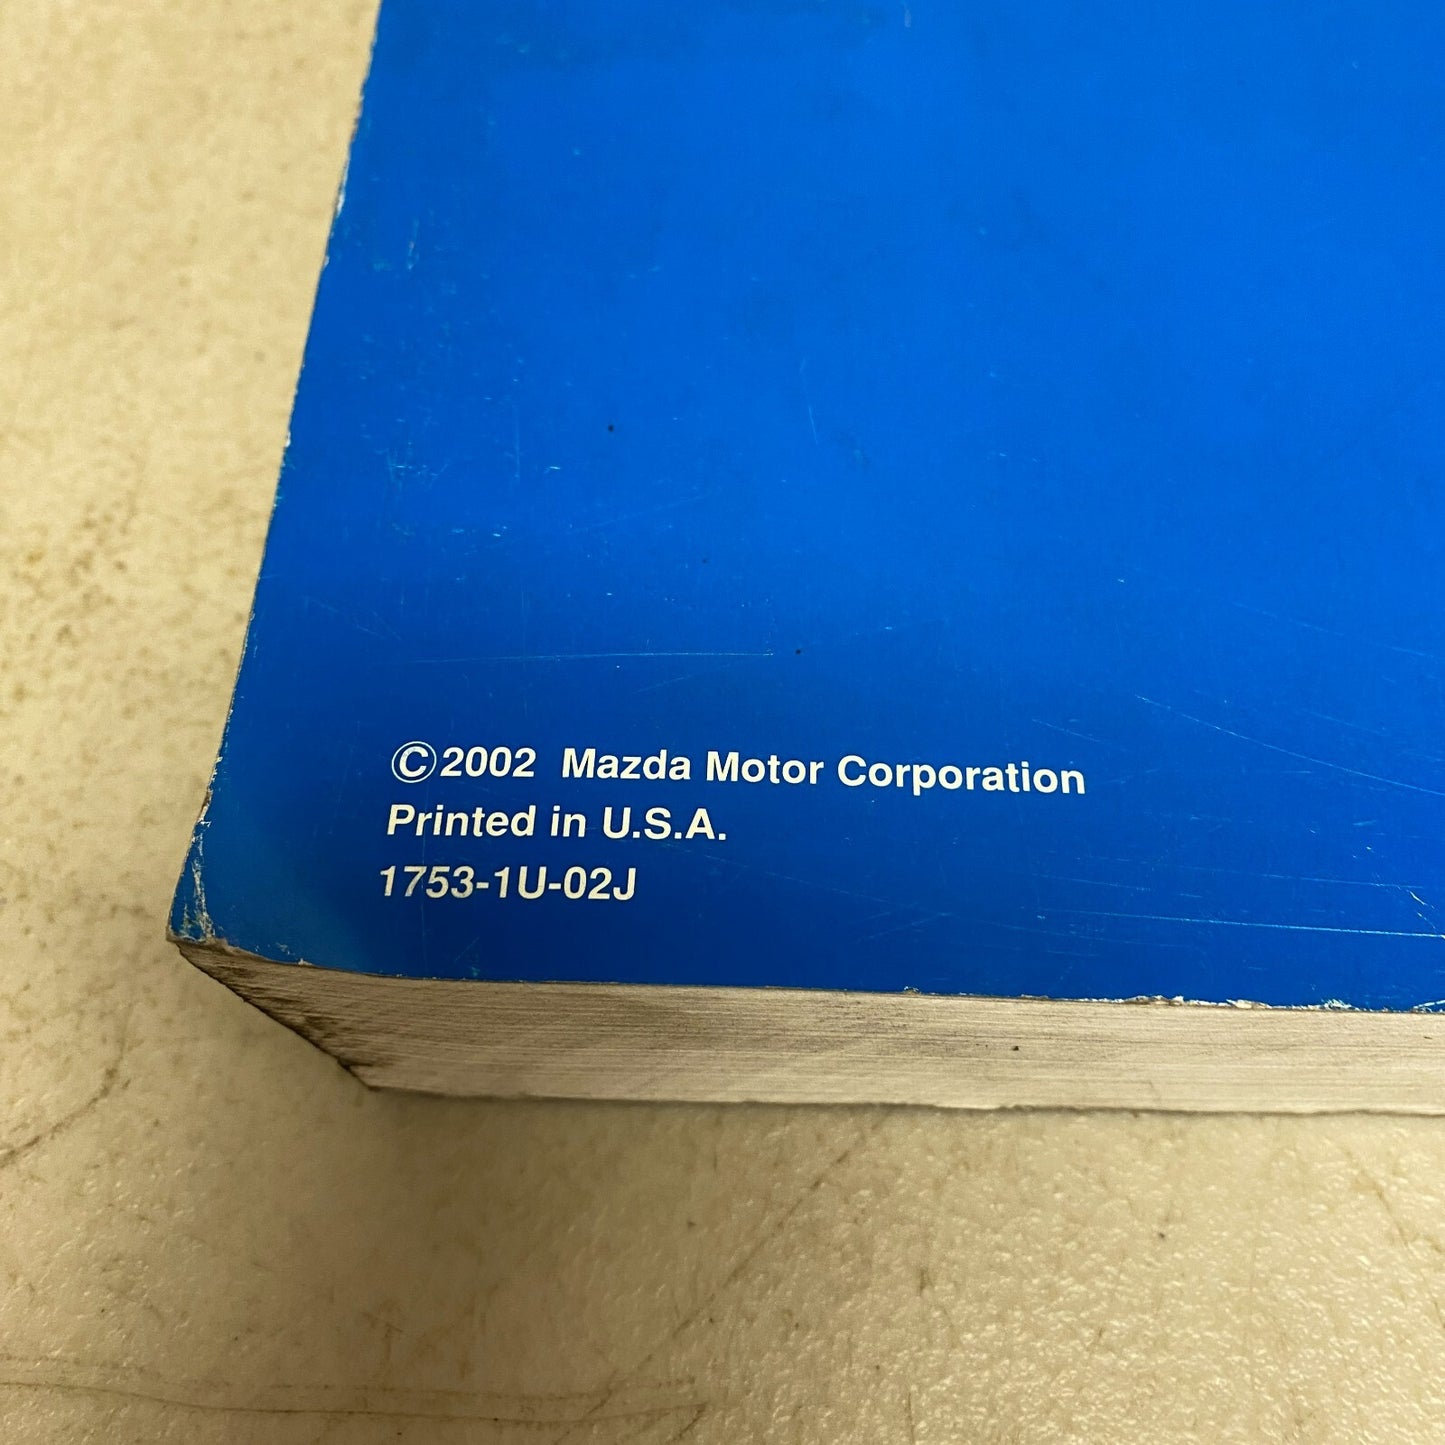 ©2002 Mazda Motor Corporation
Printed in U.S.A.
1753-1U-02J